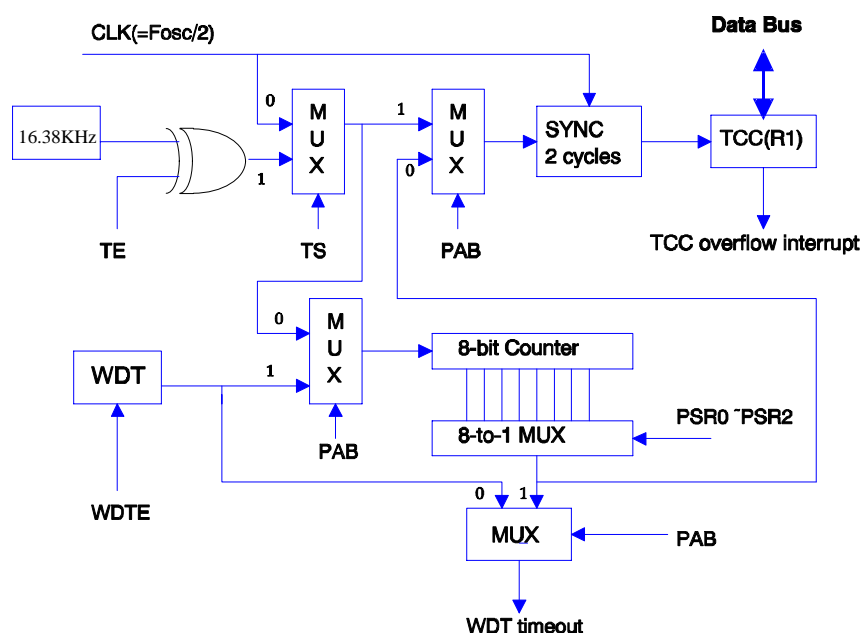 CLK(=Fosc/2)
Data Bus
0
M
U
X
1
M
U
X
16.38KHz
SYNC
2 cycles
TCC(R1)
1
0
TE
TS
PAB
TCC overflow interrupt
0
M
U
X
8-bit Counter
WDT
1
PSR0 ~PSR2
8-to-1 MUX
PAB
0
1
WDTE
MUX
PAB
WDT timeout